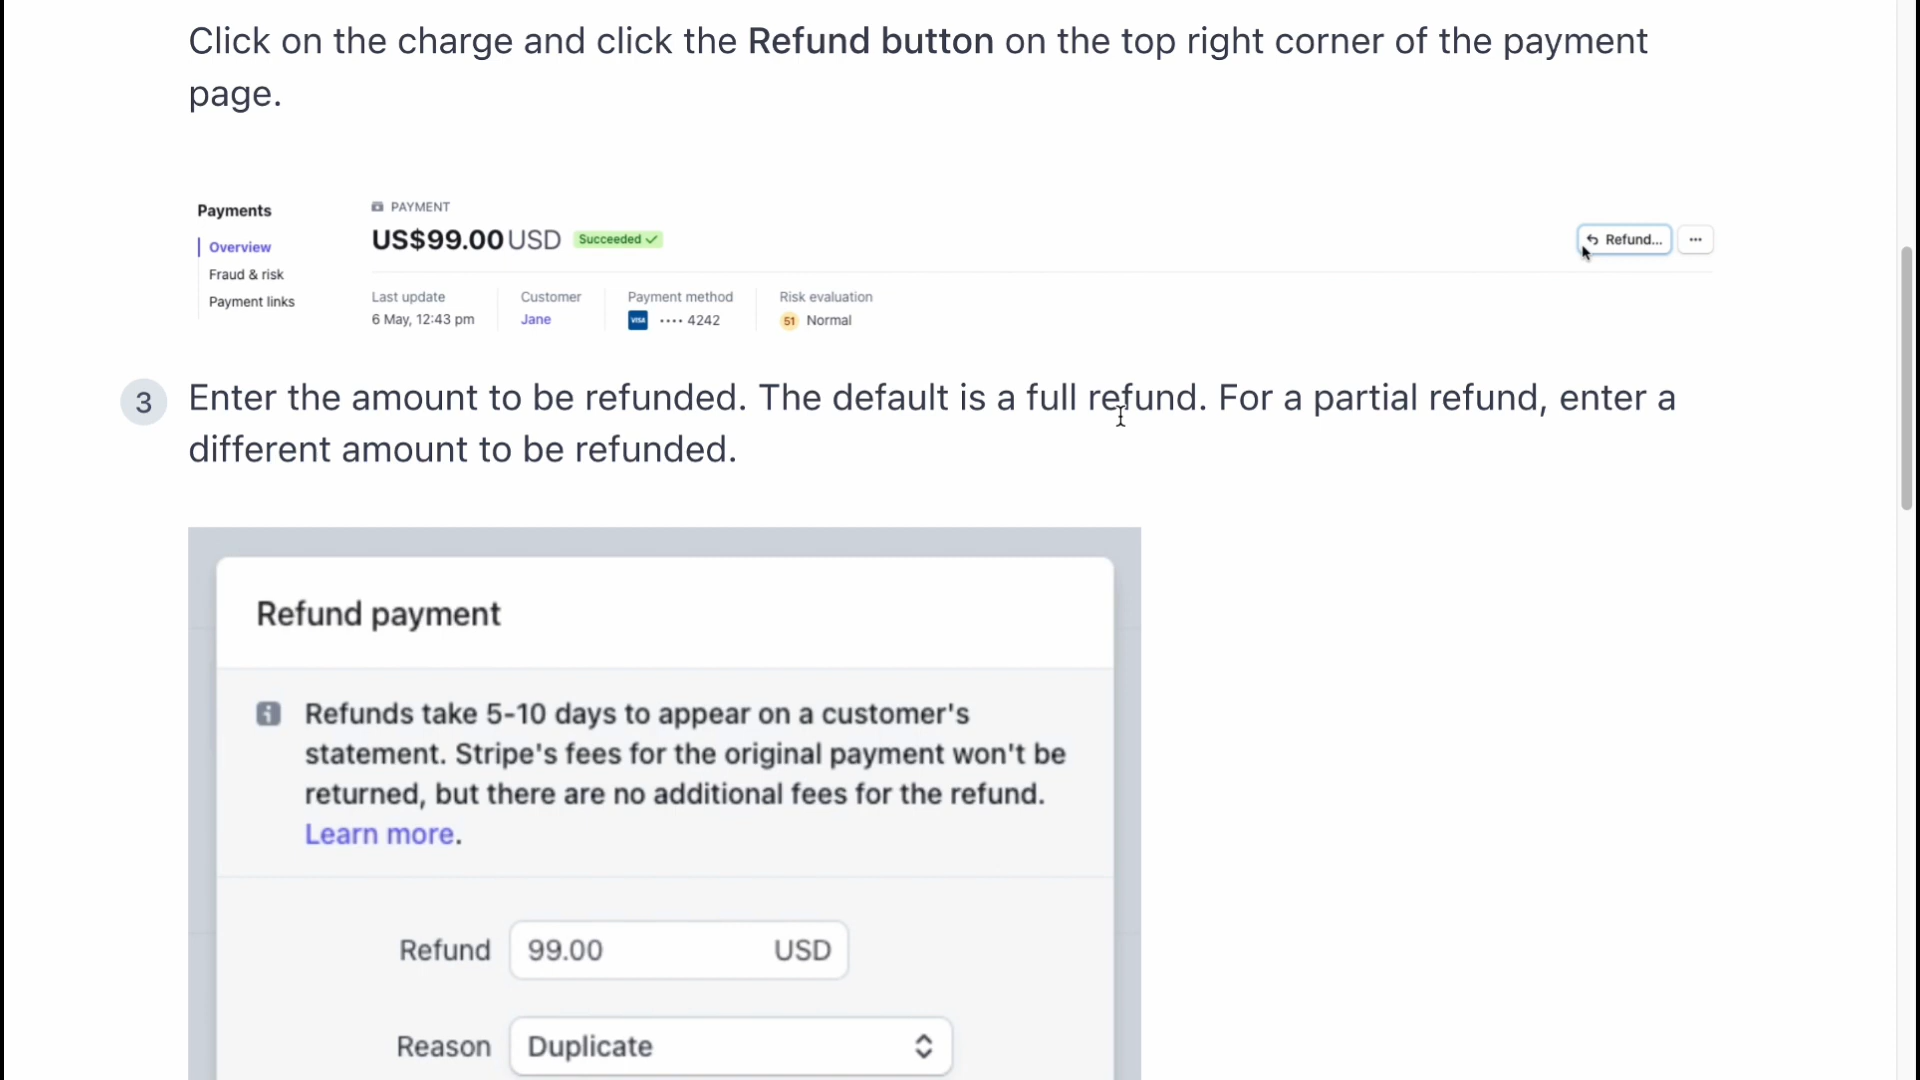 Click on the charge and click the Refund button on the top right corner of the payment
page.
Payments
Overview
Fraud & risk
Payment links
PAYMENT
US$99.00 USD Succeeded
Refund...
Last update
6 May, 12:43 pm
Customer
Jane
Payment method
VISA •••• 4242
Risk evaluation
51 Normal
3 Enter the amount to be refunded. The default is a full refund. For a partial refund, enter a
different amount to be refunded.
Refund payment
Refunds take 5-10 days to appear on a customer's
statement. Stripe's fees for the original payment won't be
returned, but there are no additional fees for the refund.
Learn more.
Refund 99.00 USD
Reason Duplicate